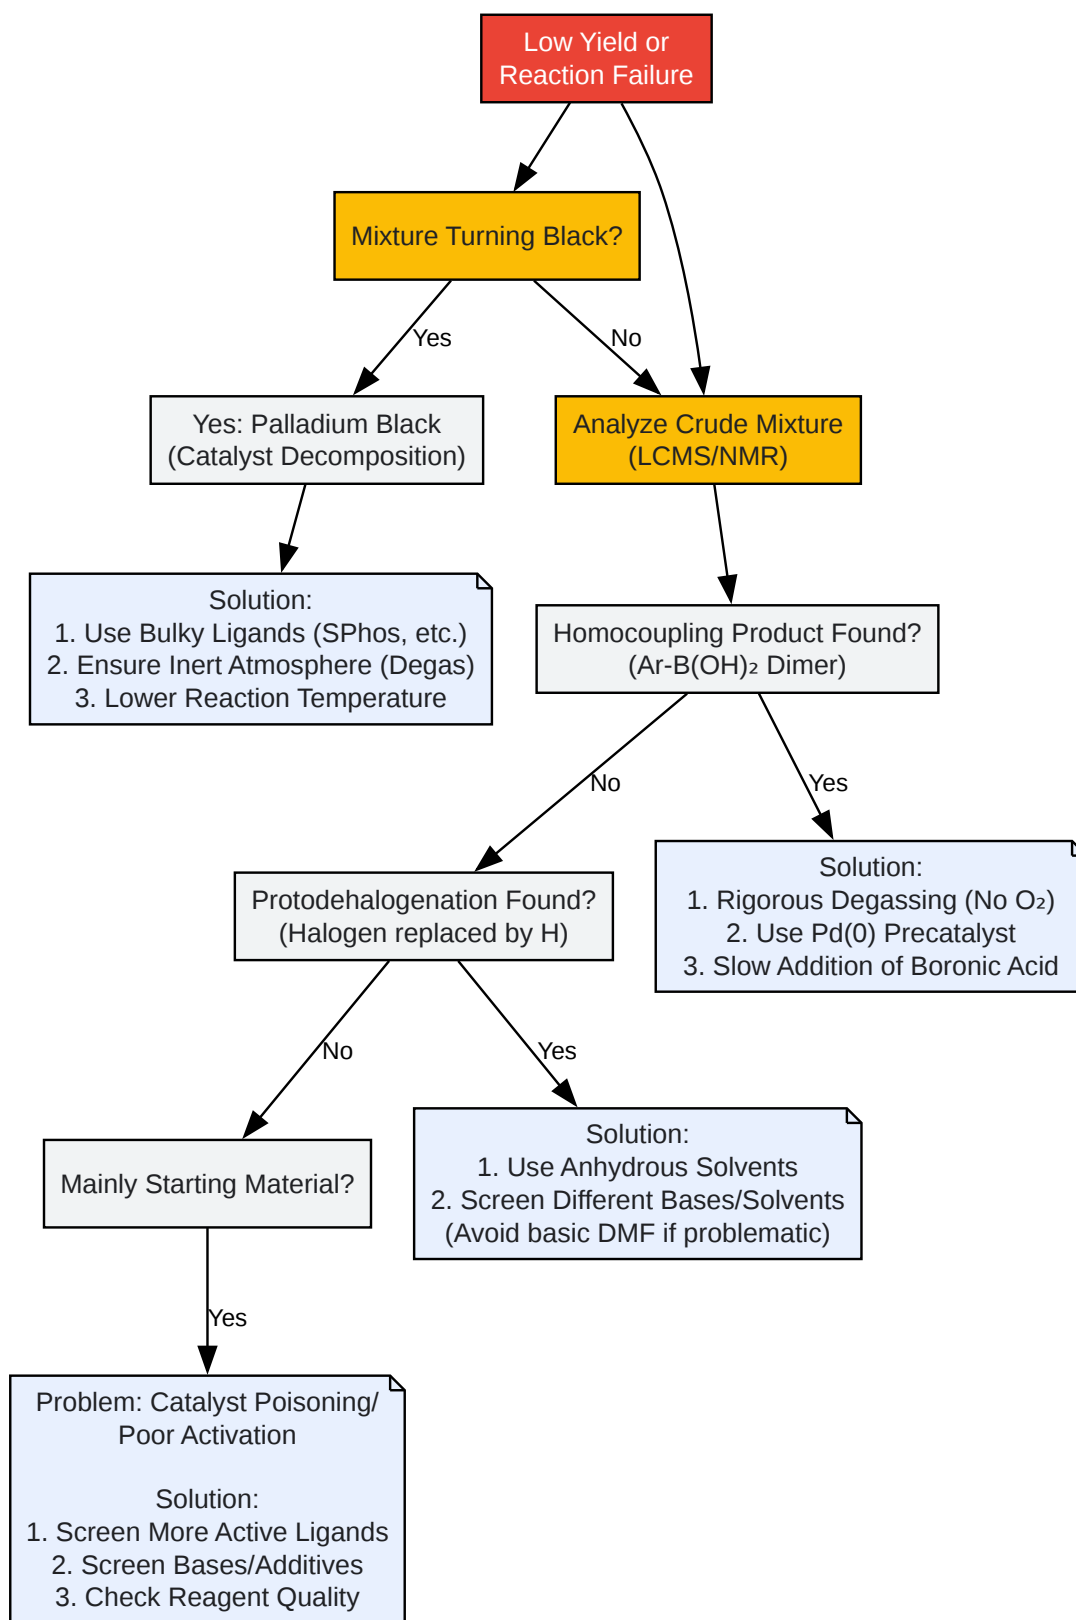 Low Yield or
Reaction Failure
Mixture Turning Black?
Yes
No
Yes: Palladium Black
(Catalyst Decomposition)
Analyze Crude Mixture
(LCMS/NMR)
Solution:
1. Use Bulky Ligands (SPhos, etc.)
2. Ensure Inert Atmosphere (Degas)
3. Lower Reaction Temperature
Homocoupling Product Found?
(Ar-B(OH)₂ Dimer)
No
Yes
Solution:
1. Rigorous Degassing (No O₂)
2. Use Pd(0) Precatalyst
3. Slow Addition of Boronic Acid
Protodehalogenation Found?
(Halogen replaced by H)
No
Yes
Solution:
1. Use Anhydrous Solvents
2. Screen Different Bases/Solvents
(Avoid basic DMF if problematic)
Mainly Starting Material?
Yes
Problem: Catalyst Poisoning/
Poor Activation
Solution:
1. Screen More Active Ligands
2. Screen Bases/Additives
3. Check Reagent Quality